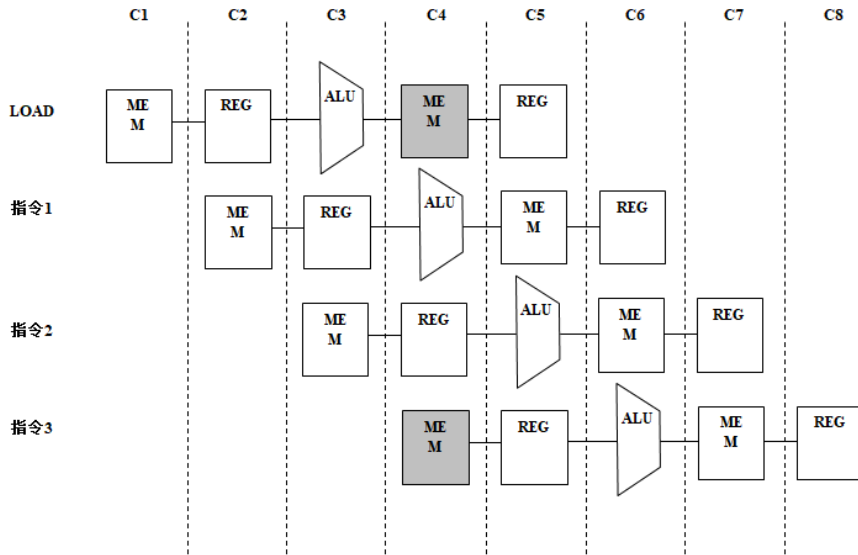 C1 C2 C3 C4 C5 C6 C7 C8
LOAD
ME
M
REG
ALU
ME
M
REG
指令1
ME
M
REG
ALU
ME
M
REG
指令2
ME
M
REG
ALU
ME
M
REG
指令3
ME
M
REG
ALU
ME
M
REG